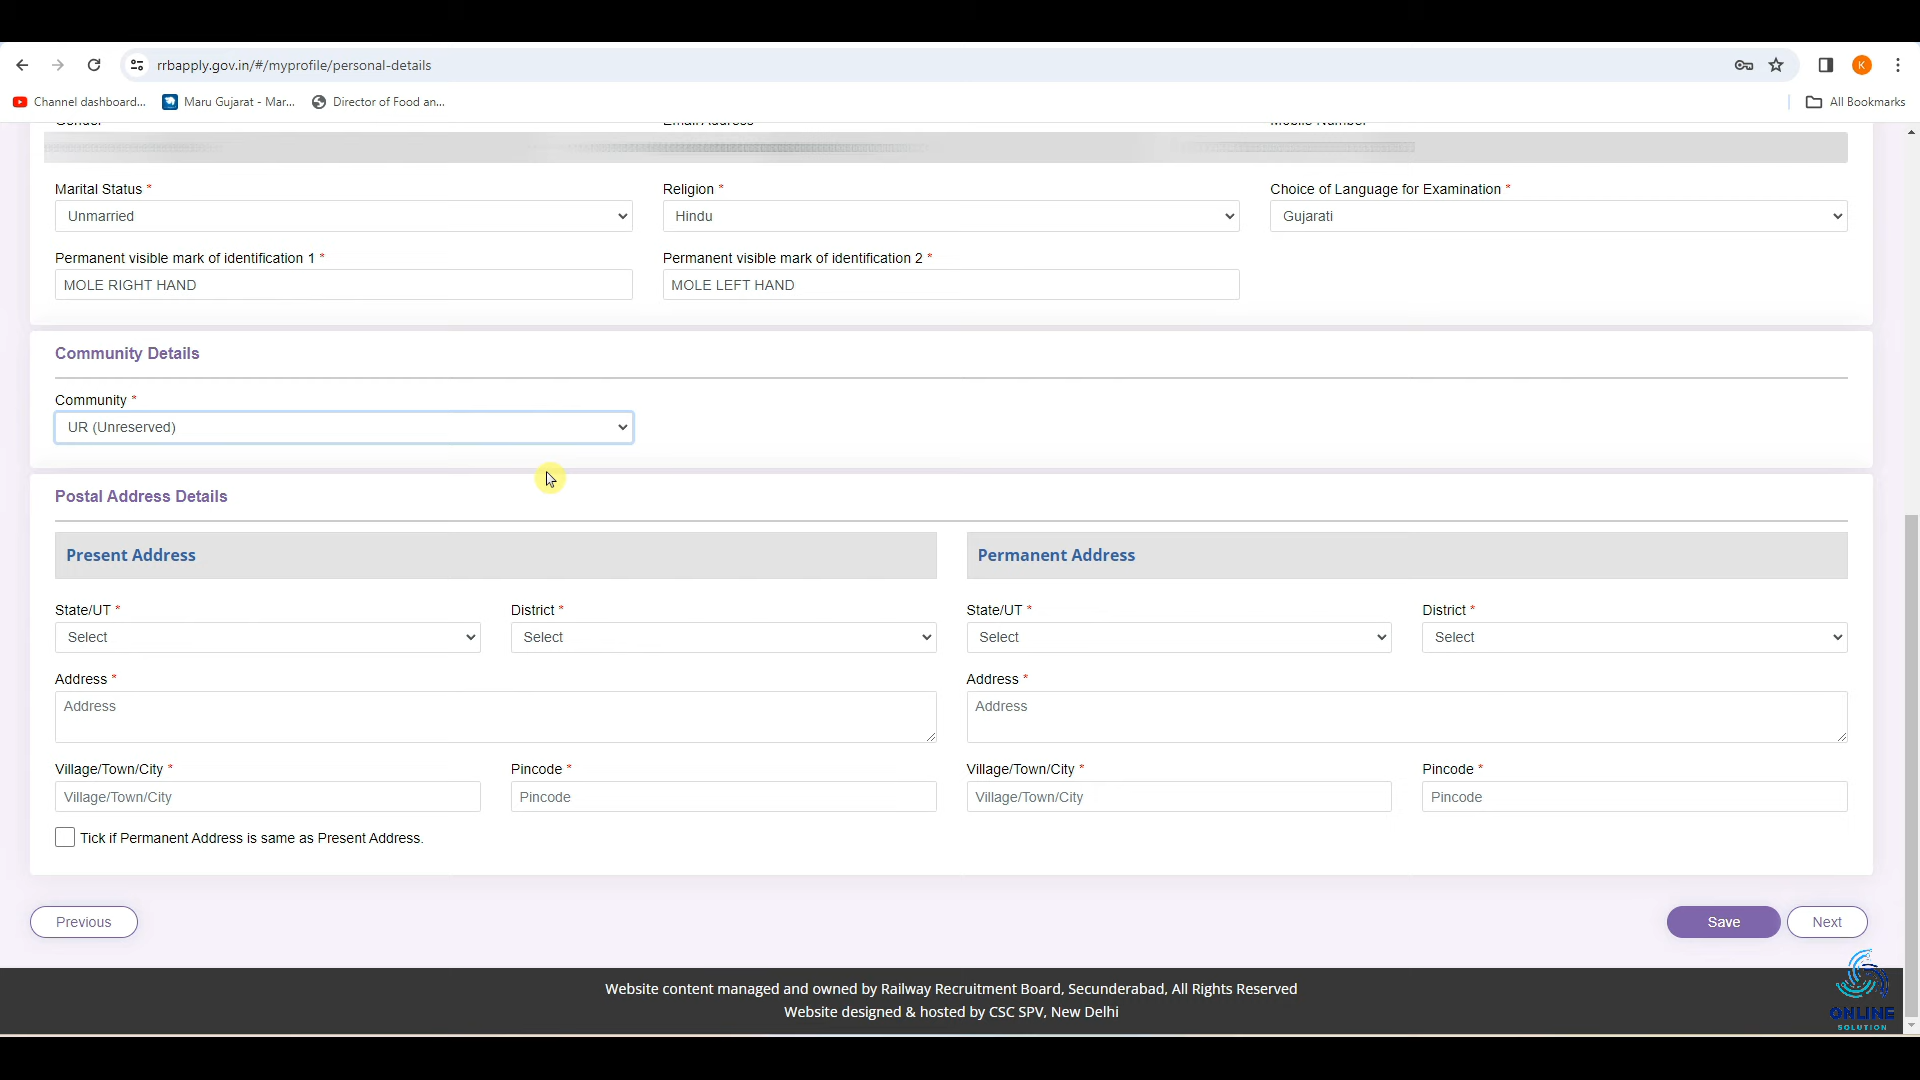 rrbapply.gov.in/#/myprofile/personal-details
K
Channel dashboard... Maru Gujarat - Mar... Director of Food an... All Bookmarks
Marital Status * Religion * Choice of Language for Examination *
Unmarried Hindu Gujarati
Permanent visible mark of identification 1 * Permanent visible mark of identification 2 *
MOLE RIGHT HAND MOLE LEFT HAND
Community Details
Community *
UR (Unreserved)
Postal Address Details
Present Address Permanent Address
State/UT * District * State/UT * District *
Select Select Select Select
Address * Address *
Address Address
Village/Town/City * Pincode * Village/Town/City * Pincode *
Village/Town/City Pincode Village/Town/City Pincode
Tick if Permanent Address is same as Present Address.
Previous Save Next
Website content managed and owned by Railway Recruitment Board, Secunderabad, All Rights Reserved
Website designed & hosted by CSC SPV, New Delhi
ONLINE
SOLUTION